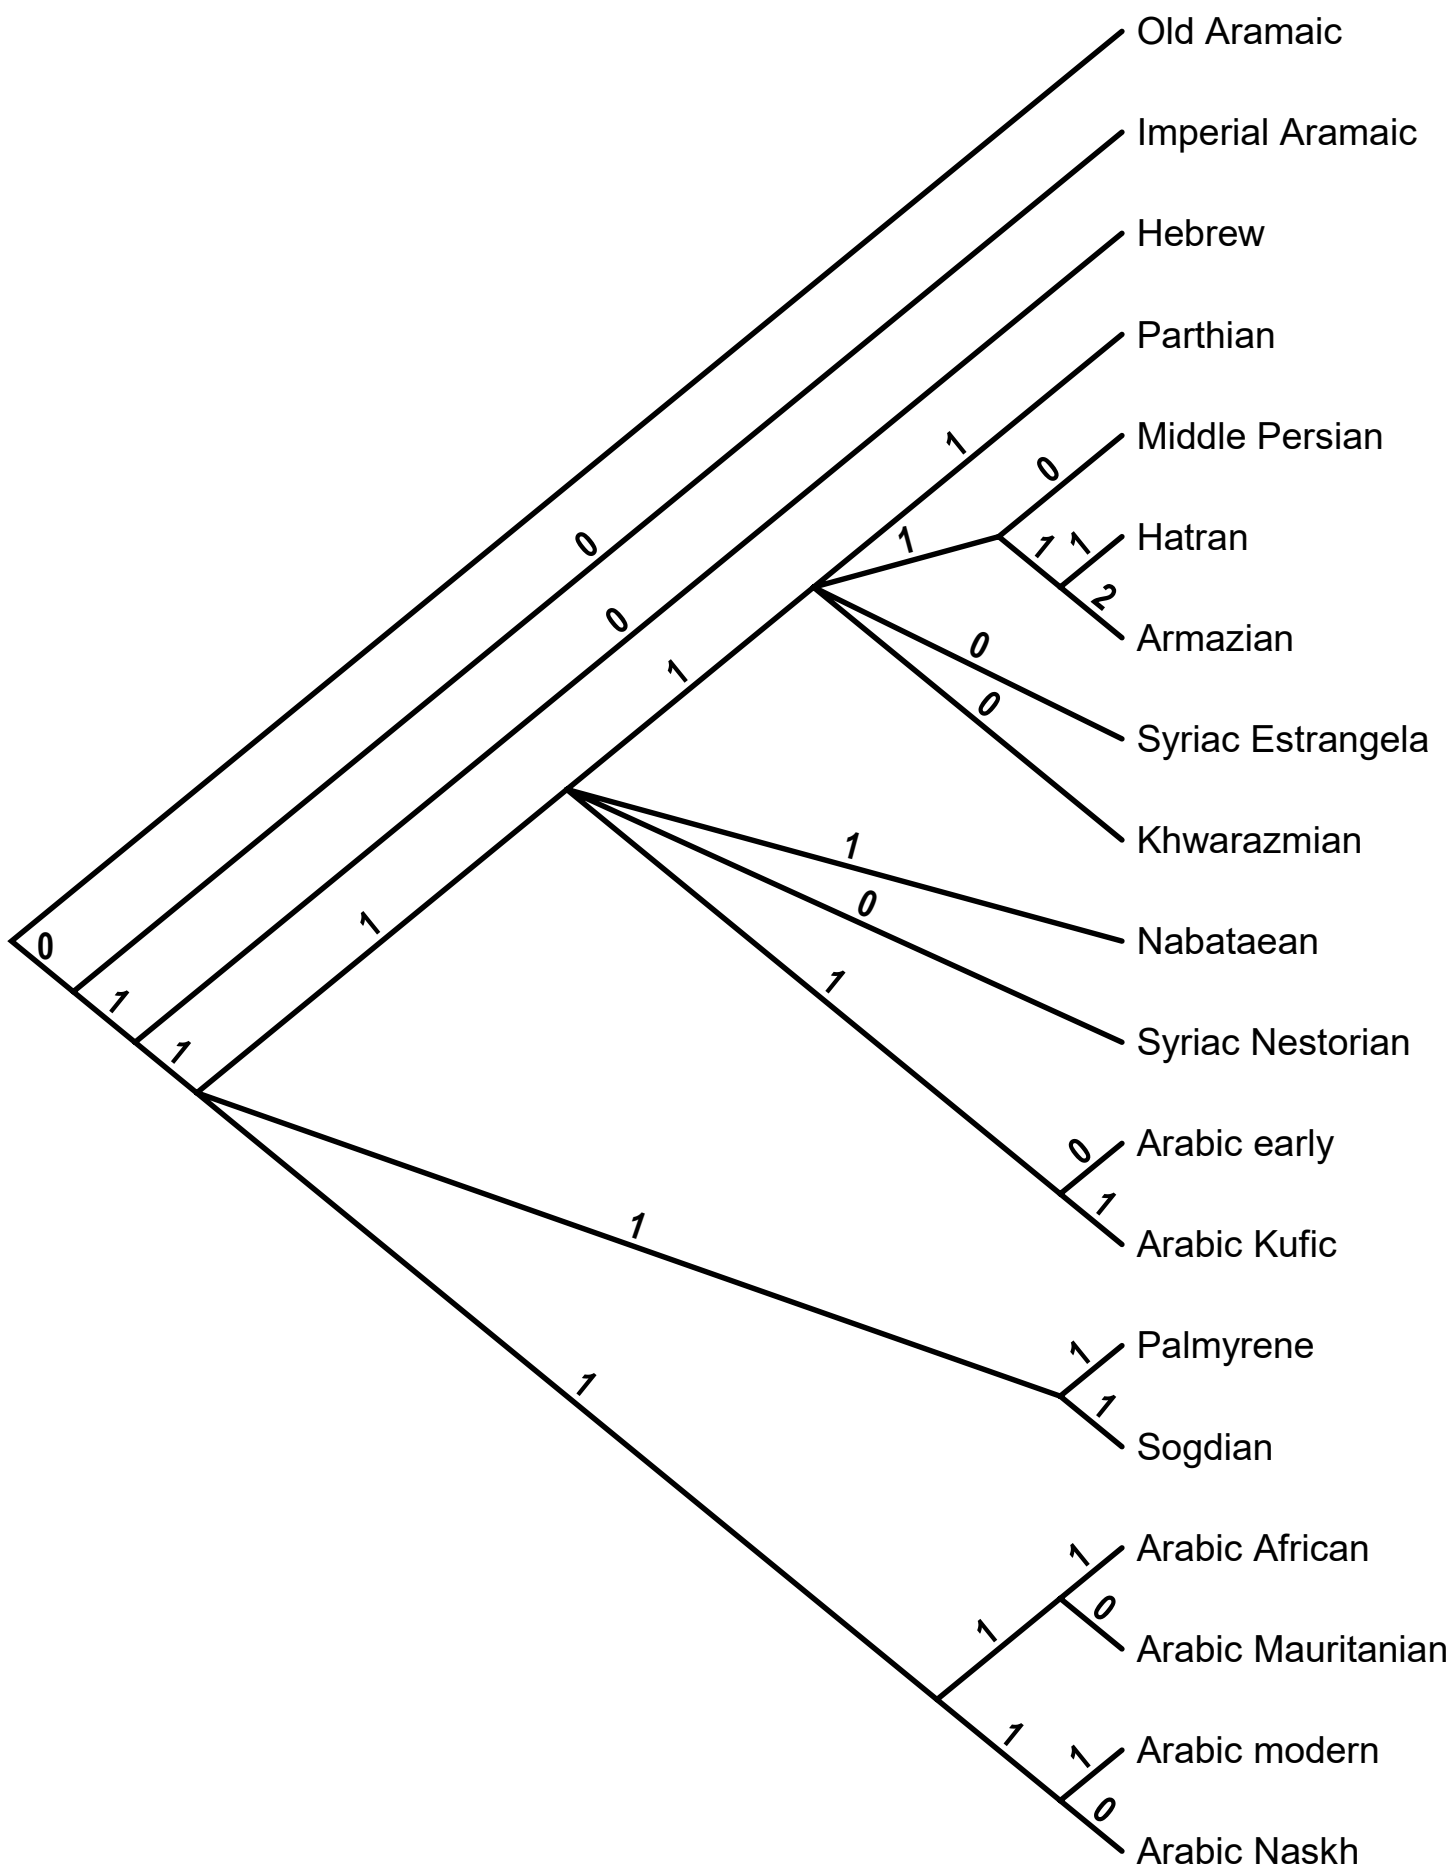 Old Aramaic
Imperial Aramaic
Hebrew
Parthian
1
Middle Persian
0
1
Hatran
1
1
0
2
Armazian
0
0
1
0
Syriac Estrangela
Khwarazmian
1
0
1
Nabataean
0
1
1
Syriac Nestorian
1
0
Arabic early
1
Arabic Kufic
1
1
Palmyrene
1
1
Sogdian
1
Arabic African
0
1
Arabic Mauritanian
1
1
Arabic modern
0
Arabic Naskh